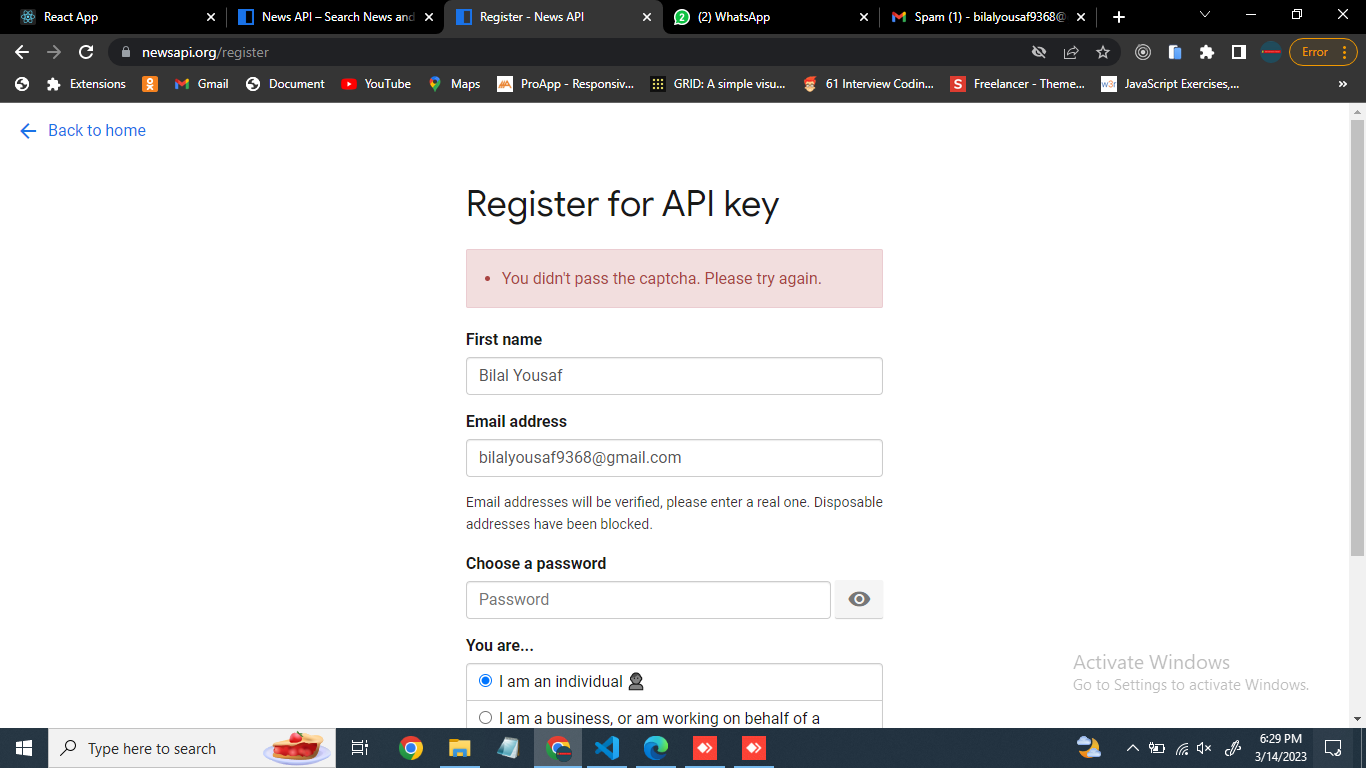 React App
News API – Search News and
Register - News API
(2) WhatsApp
Spam (1) - bilalyousaf9368@
newsapi.org/register
Error
Extensions
Gmail
Document
YouTube
Maps
ProApp - Responsiv...
GRID: A simple visu...
61 Interview Codin...
S
Freelancer - Theme...
w3r
JavaScript Exercises,...
»
Back to home
Register for API key
• You didn't pass the captcha. Please try again.
First name
Bilal Yousaf
Email address
bilalyousaf9368@gmail.com
Email addresses will be verified, please enter a real one. Disposable
addresses have been blocked.
Choose a password
Password
You are...
I am an individual
I am a business, or am working on behalf of a
Activate Windows
Go to Settings to activate Windows.
Type here to search
6:29 PM
3/14/2023